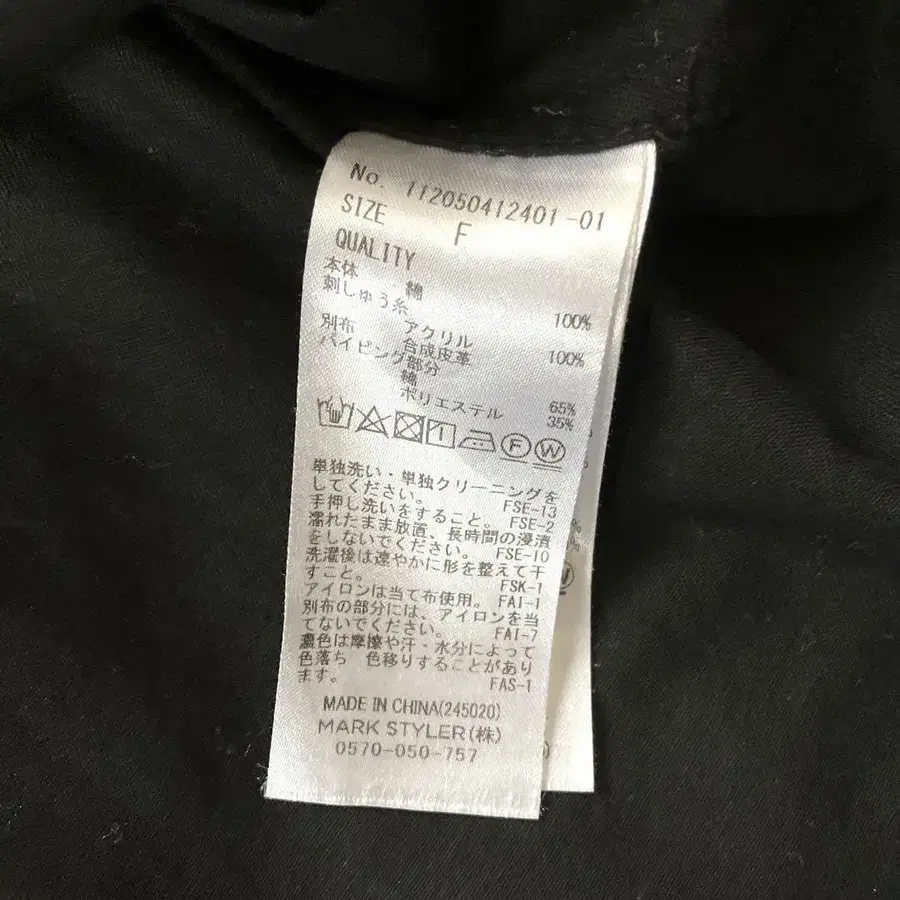 No. 112050412401-01
SIZE F
QUALITY
本体 綿 100%
刺しゅう糸
アクリル 100%
別布 合成皮革
パイピング部分
綿 65%
ポリエステル 35%
F W
単独洗い・単独クリーニングを
してください。 FSE-13
手押し洗いをすること。 FSE-2
濡れたまま放置、長時間の浸漬
をしないでください。 FSE-10
洗濯後は速やかに形を整えて干
すこと。 FSK-1
アイロンは当て布使用。 FAI-1
別布の部分には、アイロンを当
てないでください。 FAI-7
濃色は摩擦や汗・水分によって
色落ち 色移りすることがあり
ます。 FAS-1
MADE IN CHINA(245020)
MARK STYLER(株)
0570-050-757